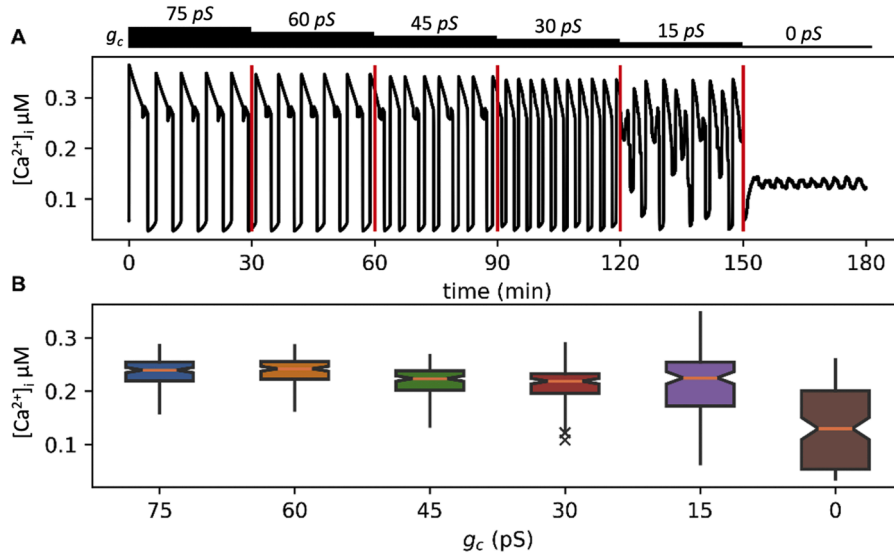 75 pS
60 pS
45 pS
30 pS
15 pS
0 pS
A
g_c
[Ca²⁺]ᵢ µM
0.3
0.2
0.1
0
30
60
90
120
150
180
time (min)
B
[Ca²⁺]ᵢ µM
0.3
0.2
0.1
75
60
45
30
15
0
g_c (pS)